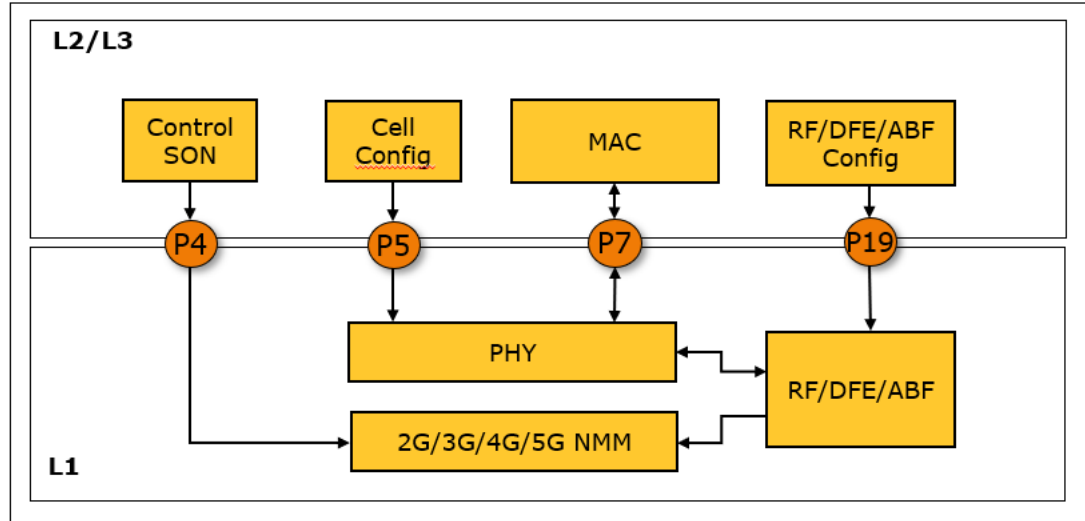 L2/L3
Control
SON
Cell
Config
MAC
RF/DFE/ABF
Config
P4
P5
P7
P19
PHY
RF/DFE/ABF
2G/3G/4G/5G NMM
L1